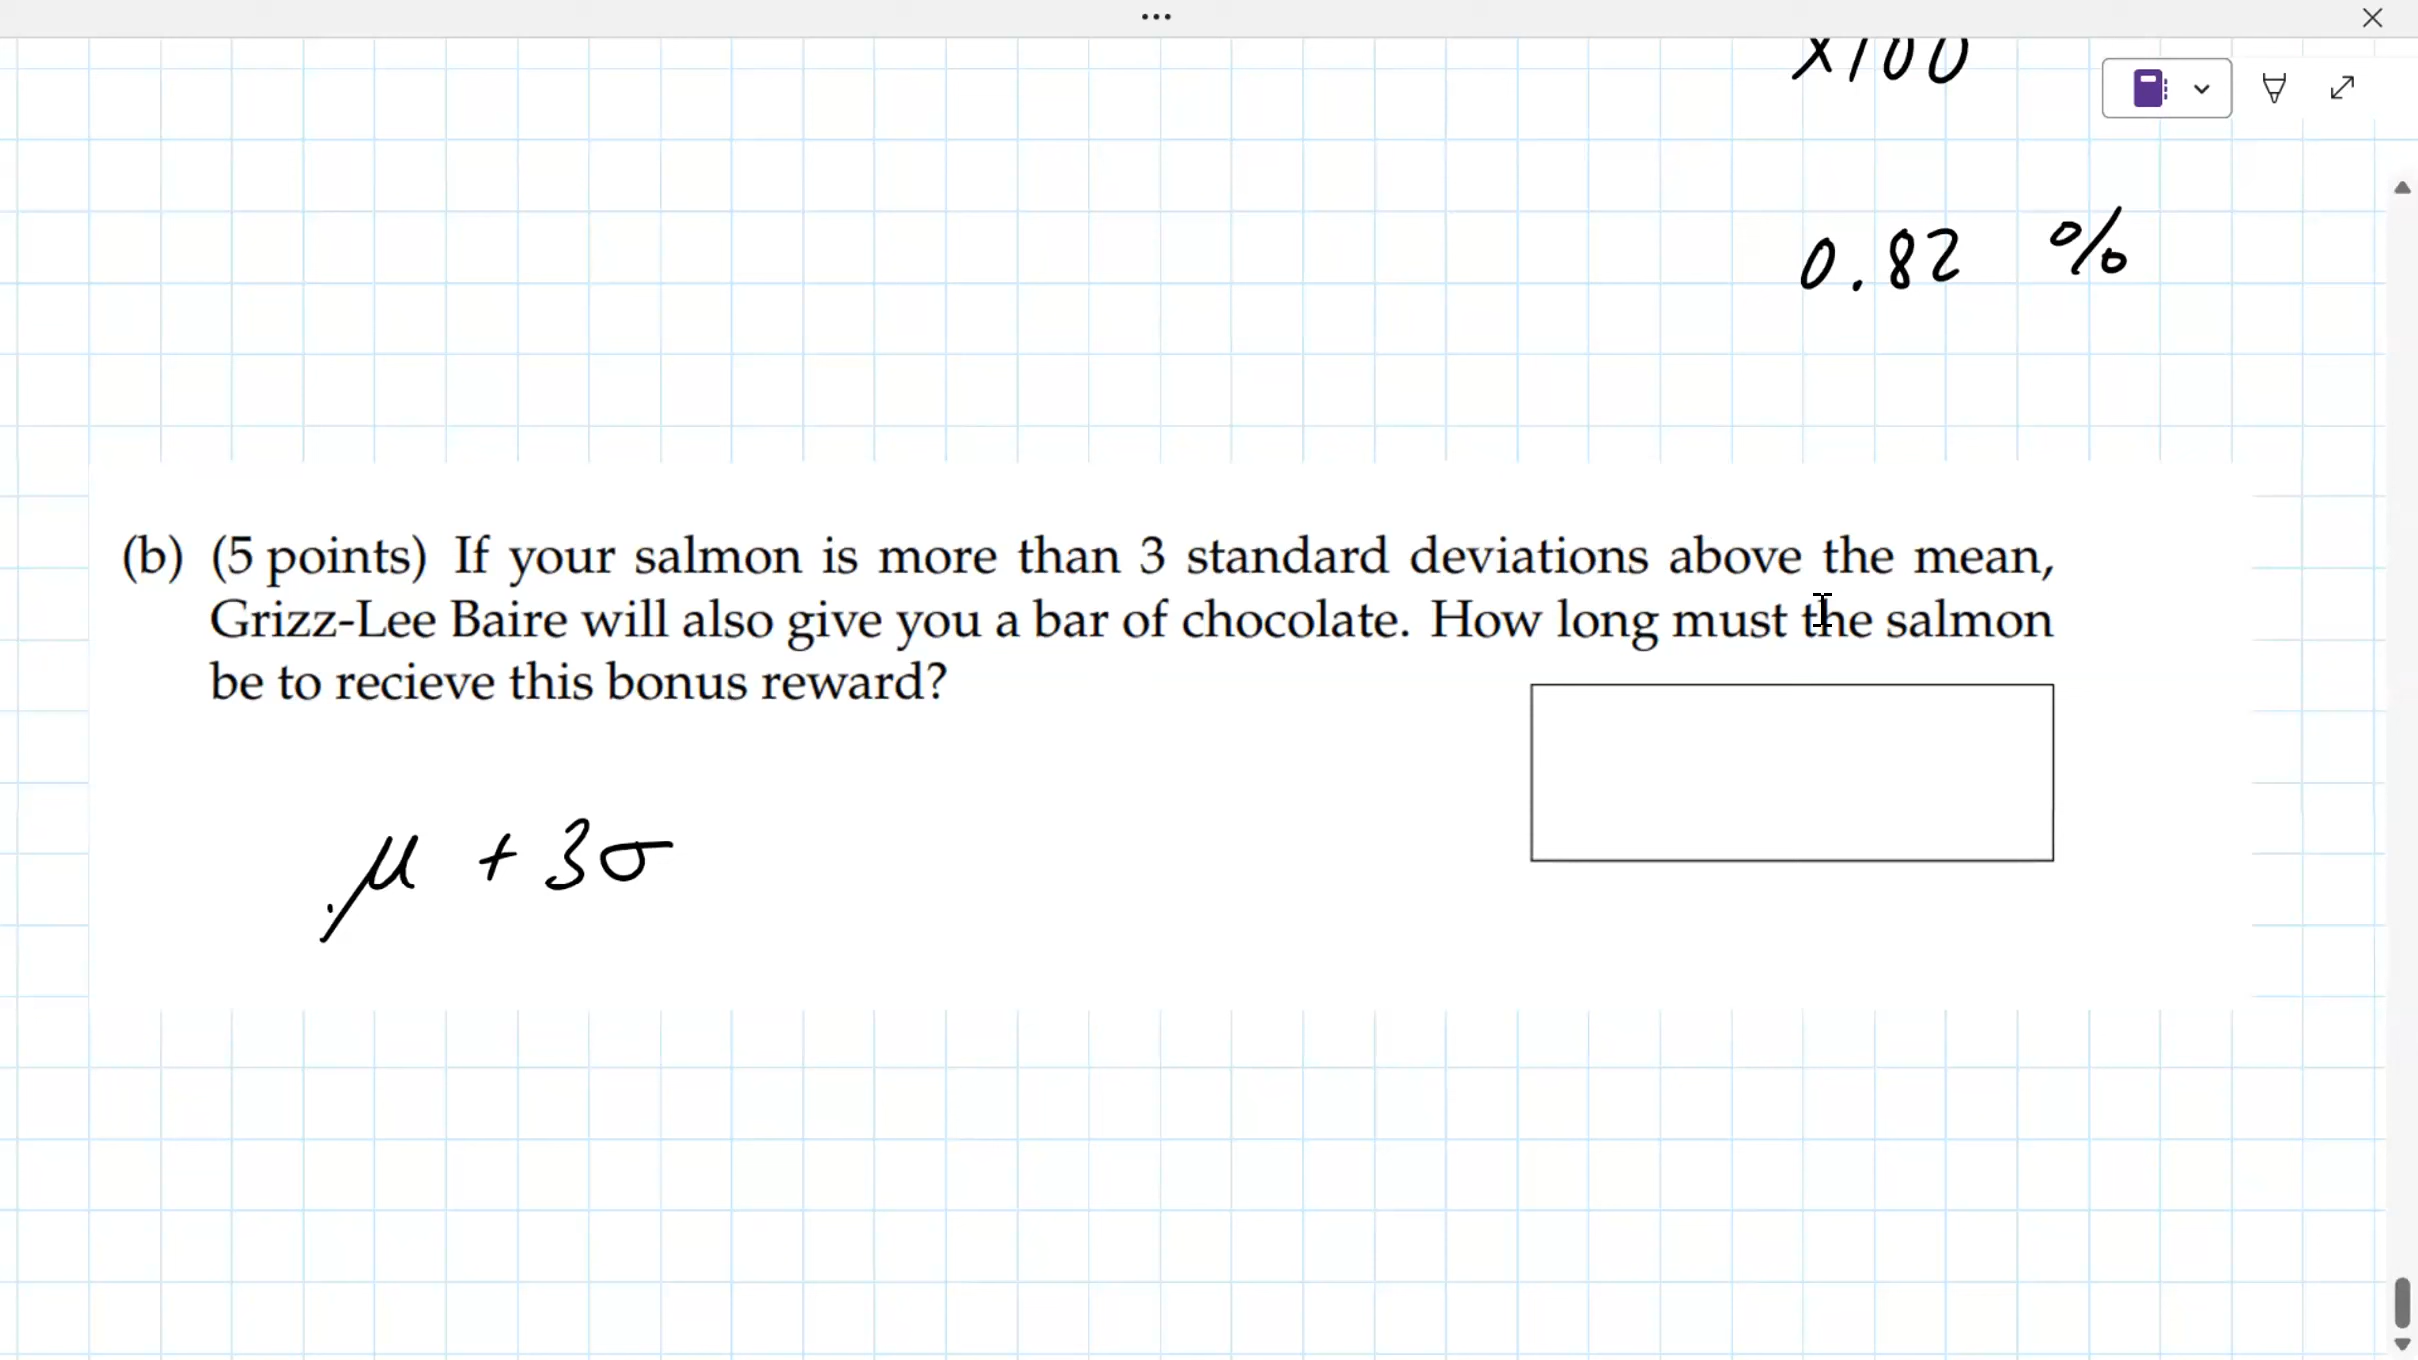 x100
0.82 %
(b) (5 points) If your salmon is more than 3 standard deviations above the mean,
Grizz-Lee Baire will also give you a bar of chocolate. How long must the salmon
be to recieve this bonus reward?
μ + 3σ